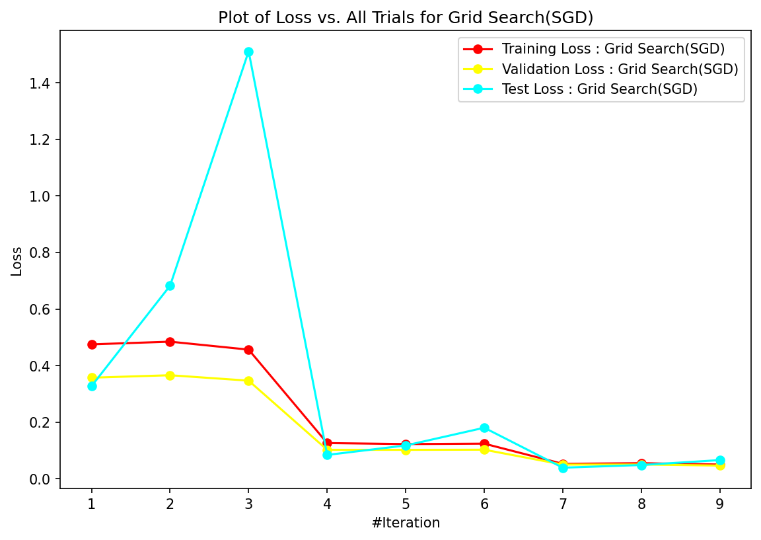 Plot of Loss vs. All Trials for Grid Search(SGD)
Training Loss : Grid Search(SGD)
Validation Loss : Grid Search(SGD)
Test Loss : Grid Search(SGD)
Loss
1.4
1.2
1.0
0.8
0.6
0.4
0.2
0.0
1 2 3 4 5 6 7 8 9
#Iteration